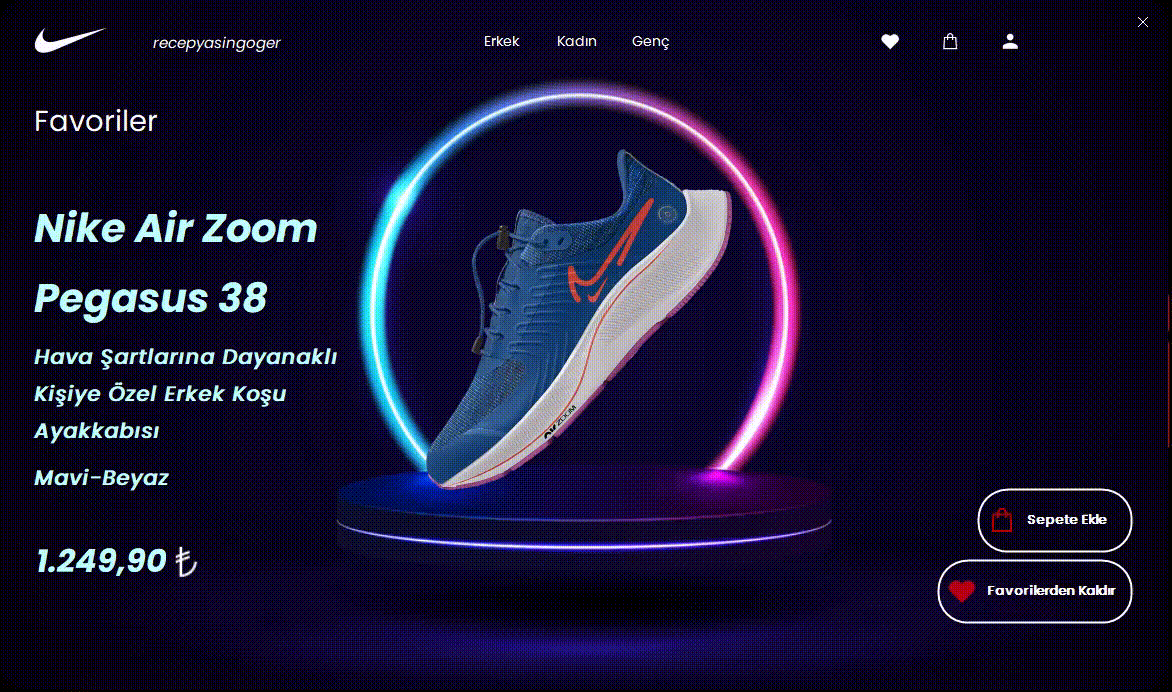 recepyasingoger
Erkek
Kadın
Genç
Favoriler
Nike Air Zoom
Pegasus 38
Hava Şartlarına Dayanaklı
Kişiye Özel Erkek Koşu
Ayakkabısı
Mavi-Beyaz
1.249,90 ₺
ZOOM
Sepete Ekle
Favorilerden Kaldır